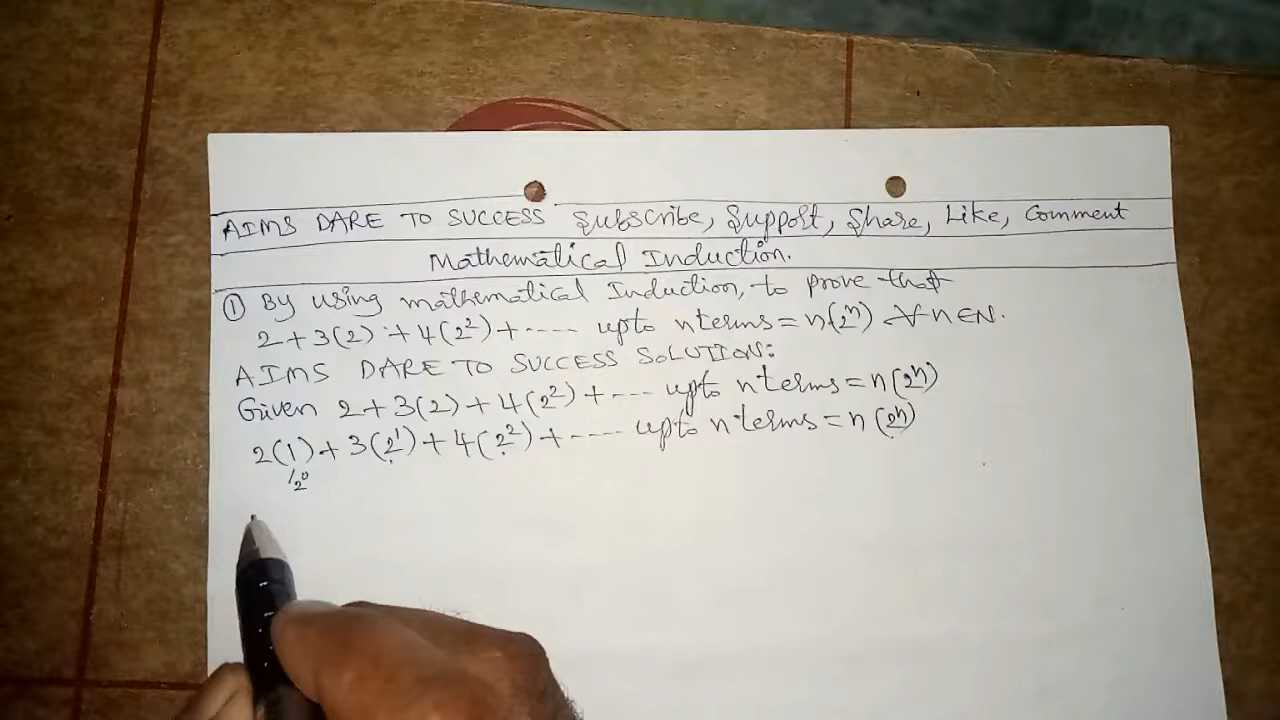 AIMS DARE TO SUCCESS Subscribe, Support, Share, Like, Comment
Mathematical Induction.
① By using mathematical Induction, to prove that
2+3(2)+4(2²)+----- upto n terms = n(2ⁿ) ∀ n∈N.
AIMS DARE TO SUCCESS SOLUTION:
Given 2+3(2)+4(2²)+---- upto n terms = n(2ⁿ)
2(1)+3(2¹)+4(2²)+----- upto n terms = n(2ⁿ)
2⁰